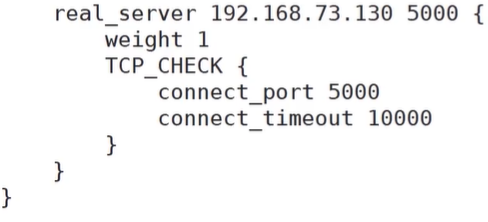 real_server 192.168.73.130 5000 {
        weight 1
        TCP_CHECK {
            connect_port 5000
            connect_timeout 10000
        }
    }
}